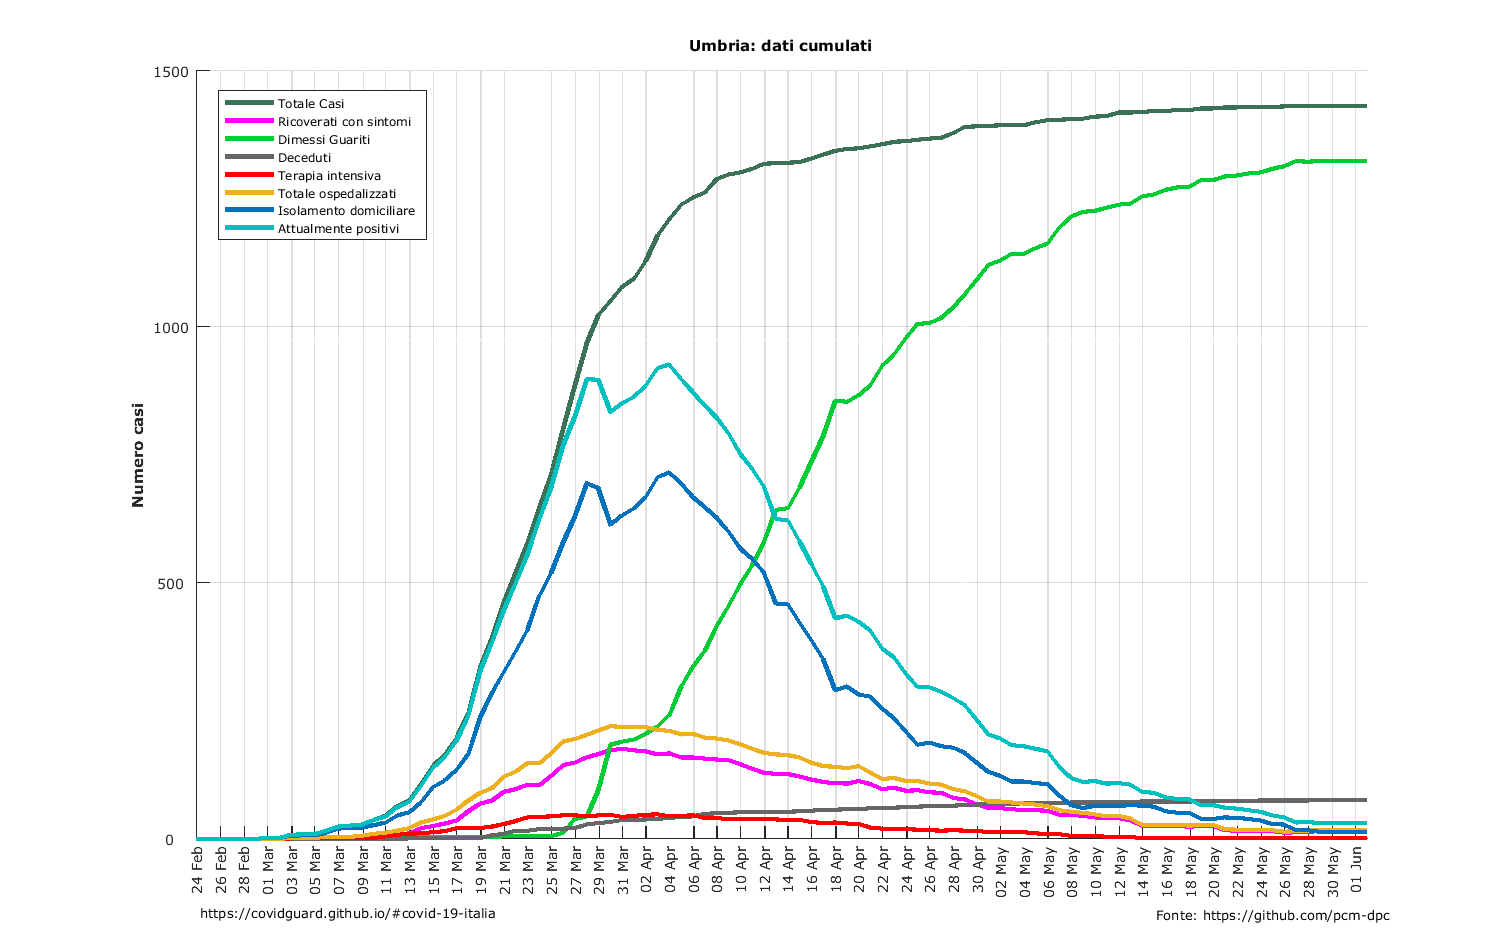 Umbria: dati cumulati
1500
1000
500
0
Numero casi
Totale Casi
Ricoverati con sintomi
Dimessi Guariti
Deceduti
Terapia intensiva
Totale ospedalizzati
Isolamento domiciliare
Attualmente positivi
24 Feb
26 Feb
28 Feb
01 Mar
03 Mar
05 Mar
07 Mar
09 Mar
11 Mar
13 Mar
15 Mar
17 Mar
19 Mar
21 Mar
23 Mar
25 Mar
27 Mar
29 Mar
31 Mar
02 Apr
04 Apr
06 Apr
08 Apr
10 Apr
12 Apr
14 Apr
16 Apr
18 Apr
20 Apr
22 Apr
24 Apr
26 Apr
28 Apr
30 Apr
02 May
04 May
06 May
08 May
10 May
12 May
14 May
16 May
18 May
20 May
22 May
24 May
26 May
28 May
30 May
01 Jun
https://covidguard.github.io/#covid-19-italia
Fonte: https://github.com/pcm-dpc